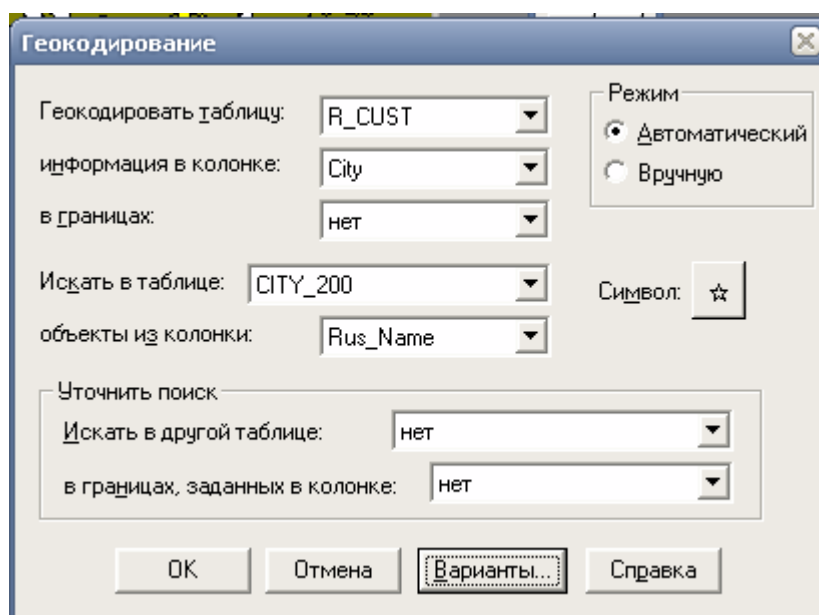 Геокодирование
Геокодировать таблицу: R_CUST
информация в колонке: City
в границах: нет
Режим
Автоматический
Вручную
Искать в таблице: CITY_200
объекты из колонки: Rus_Name
Символ:
Уточнить поиск
Искать в другой таблице: нет
в границах, заданных в колонке: нет
OK Отмена Варианты... Справка